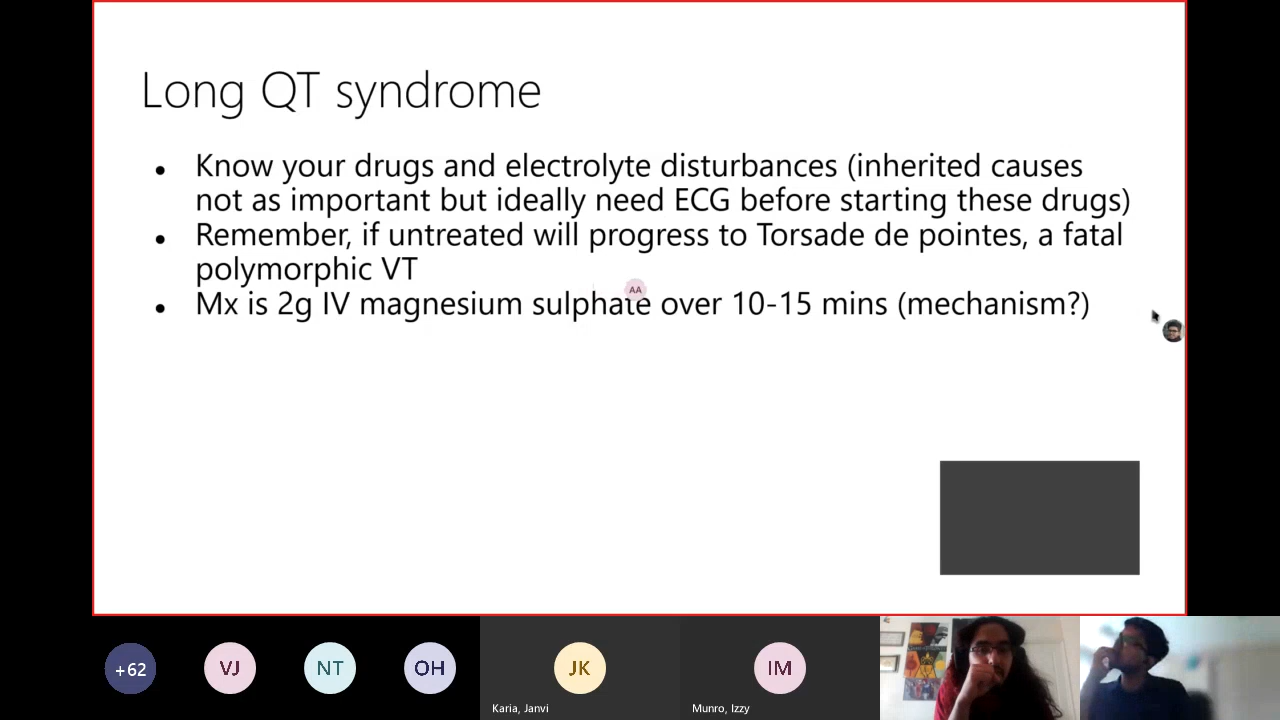 Long QT syndrome
• Know your drugs and electrolyte disturbances (inherited causes
not as important but ideally need ECG before starting these drugs)
• Remember, if untreated will progress to Torsade de pointes, a fatal
polymorphic VT
AA
• Mx is 2g IV magnesium sulphate over 10-15 mins (mechanism?)
+62
VJ
NT
OH
JK
IM
Karia, Janvi
Munro, Izzy